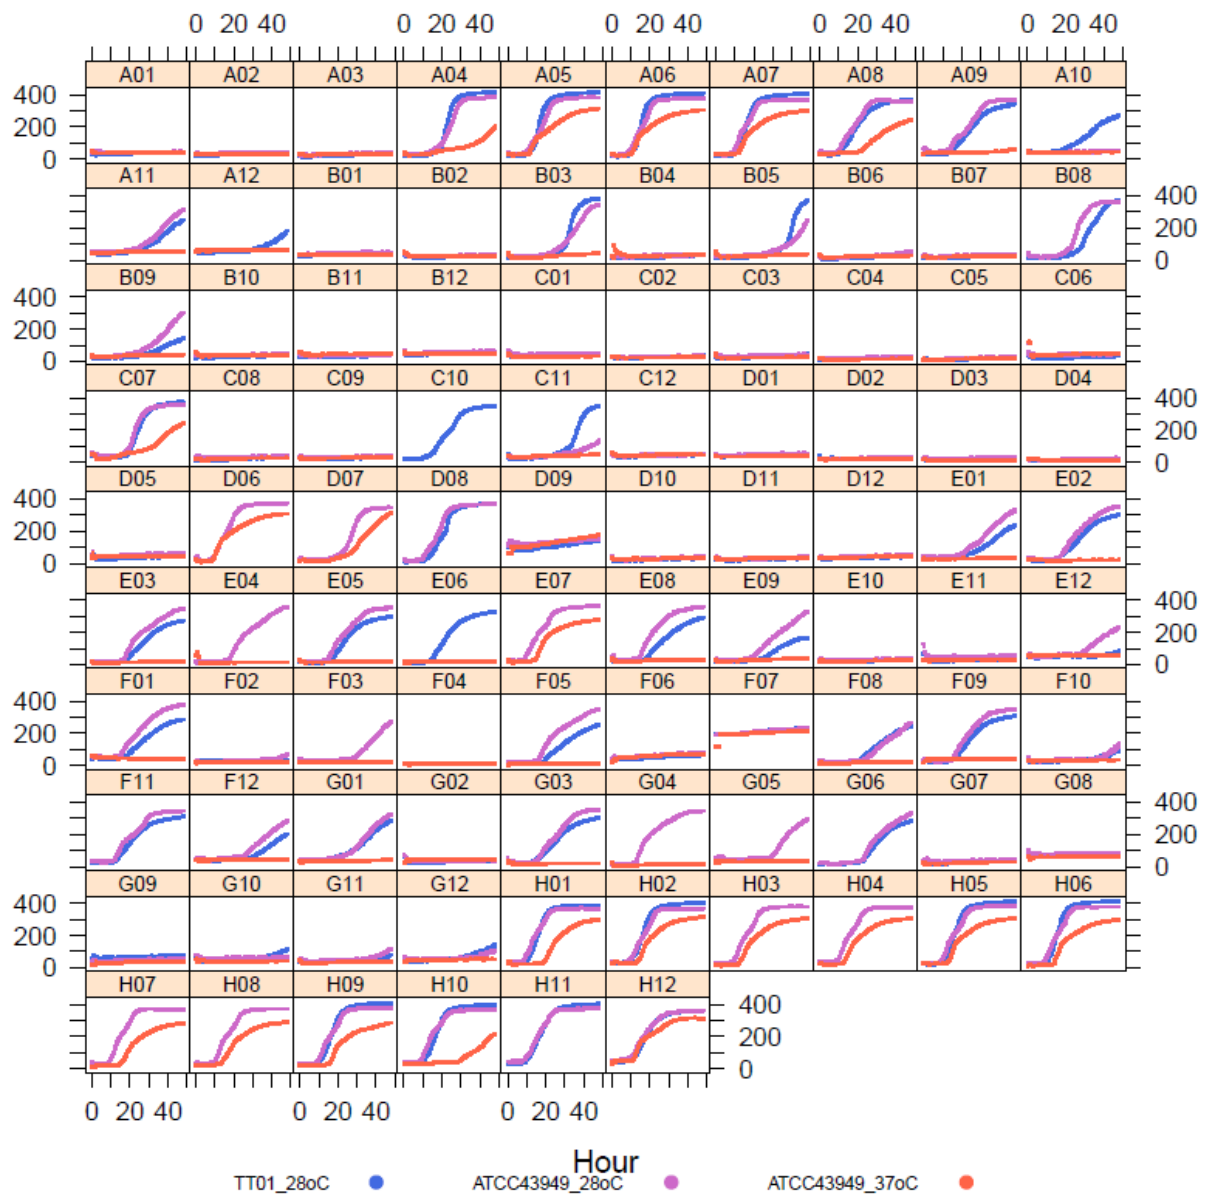 0 20 40 0 20 40 0 20 40 0 20 40 0 20 40
A01 A02 A03 A04 A05 A06 A07 A08 A09 A10
400
200
0
A11 A12 B01 B02 B03 B04 B05 B06 B07 B08
400
200
0
B09 B10 B11 B12 C01 C02 C03 C04 C05 C06
400
200
0
C07 C08 C09 C10 C11 C12 D01 D02 D03 D04
400
200
0
D05 D06 D07 D08 D09 D10 D11 D12 E01 E02
400
200
0
E03 E04 E05 E06 E07 E08 E09 E10 E11 E12
400
200
0
F01 F02 F03 F04 F05 F06 F07 F08 F09 F10
400
200
0
F11 F12 G01 G02 G03 G04 G05 G06 G07 G08
400
200
0
G09 G10 G11 G12 H01 H02 H03 H04 H05 H06
400
200
0
H07 H08 H09 H10 H11 H12
400
200
0
0 20 40 0 20 40 0 20 40
Hour
TT01_28oC ATCC43949_28oC ATCC43949_37oC